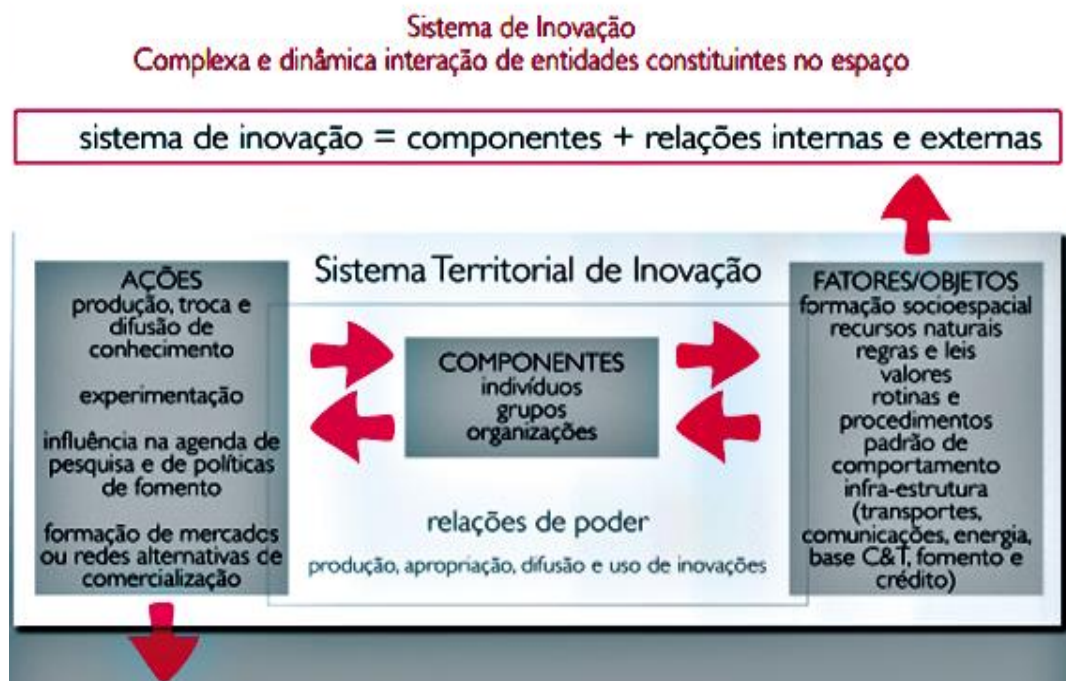 Sistema de Inovação
Complexa e dinâmica interação de entidades constituintes no espaço
sistema de inovação = componentes + relações internas e externas
Sistema Territorial de Inovação
AÇÕES
produção, troca e
difusão de
conhecimento
experimentação
influência na agenda de
pesquisa e de políticas
de fomento
formação de mercados
ou redes alternativas de
comercialização
COMPONENTES
indivíduos
grupos
organizações
relações de poder
produção, apropriação, difusão e uso de inovações
FATORES/OBJETOS
formação socioespacial
recursos naturais
regras e leis
valores
rotinas e
procedimentos
padrão de
comportamento
infra-estrutura
(transportes,
comunicações, energia,
base C&T, fomento e
crédito)